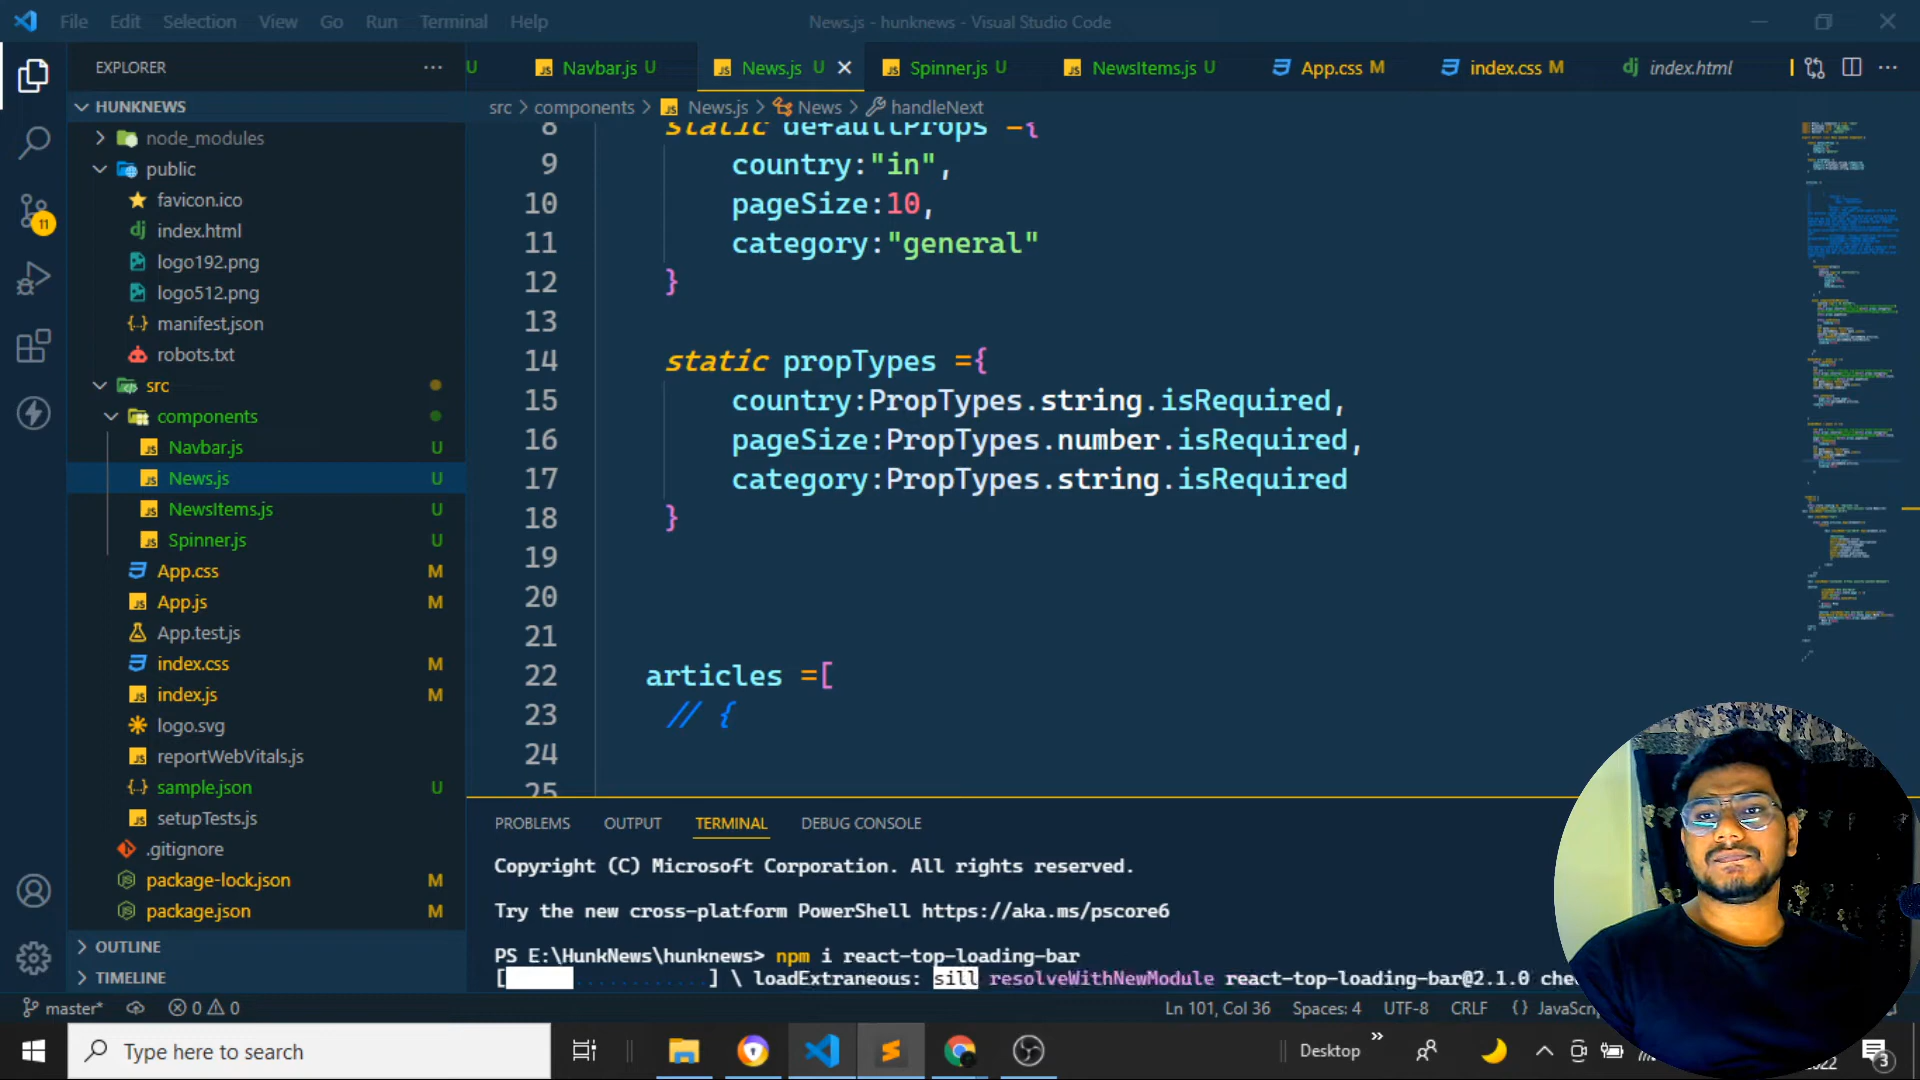 File Edit Selection View Go Run Terminal Help
News.js - hunknews - Visual Studio Code
EXPLORER
U Navbar.js U News.js U Spinner.js U NewsItems.js U App.css M index.css M index.html
HUNKNEWS
src > components > News.js > News > handleNext
node_modules
public
favicon.ico
index.html
logo192.png
logo512.png
manifest.json
robots.txt
src
components
Navbar.js U
News.js U
NewsItems.js U
Spinner.js U
App.css M
App.js M
App.test.js
index.css M
index.js M
logo.svg
reportWebVitals.js
sample.json U
setupTests.js
.gitignore
package-lock.json M
package.json M
OUTLINE
TIMELINE
11
8 static defaultProps ={
9 country:"in",
10 pageSize:10,
11 category:"general"
12 }
13
14 static propTypes ={
15 country:PropTypes.string.isRequired,
16 pageSize:PropTypes.number.isRequired,
17 category:PropTypes.string.isRequired
18 }
19
20
21
22 articles =[
23 // {
24
25
PROBLEMS OUTPUT TERMINAL DEBUG CONSOLE
Copyright (C) Microsoft Corporation. All rights reserved.
Try the new cross-platform PowerShell https://aka.ms/pscore6
PS E:\HunkNews\hunknews> npm i react-top-loading-bar
[ ............] \ loadExtraneous: sill resolveWithNewModule react-top-loading-bar@2.1.0
master* 0 0 Ln 101, Col 36 Spaces: 4 UTF-8 CRLF {}
Type here to search
Desktop
3